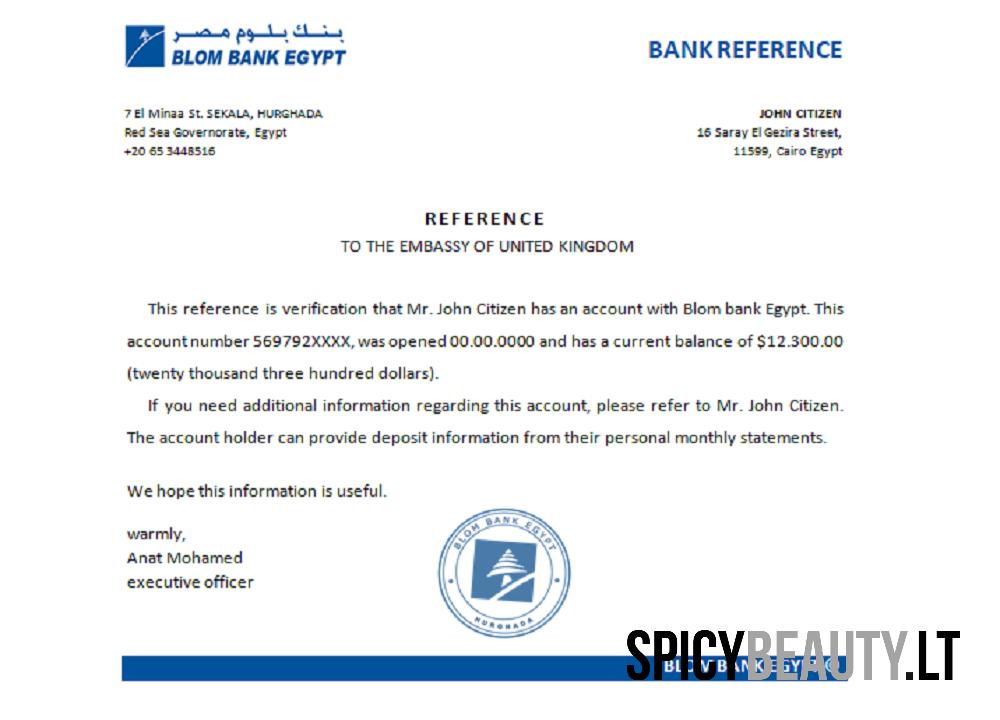 بنك بلوم مصر
BLOM BANK EGYPT
BANK REFERENCE
7 El Minaa St. SEKALA, HURGHADA
Red Sea Governorate, Egypt
+20 65 3448516
JOHN CITIZEN
16 Saray El Gezira Street,
11599, Cairo Egypt
REFERENCE
TO THE EMBASSY OF UNITED KINGDOM
This reference is verification that Mr. John Citizen has an account with Blom bank Egypt. This
account number 569792XXXX, was opened 00.00.0000 and has a current balance of $12.300.00
(twenty thousand three hundred dollars).
If you need additional information regarding this account, please refer to Mr. John Citizen.
The account holder can provide deposit information from their personal monthly statements.
We hope this information is useful.
warmly,
Anat Mohamed
executive officer
BLOM BANK EGYPT
HURGHADA
BLOM BANK EGYPT
SPICYBEAUTY.LT